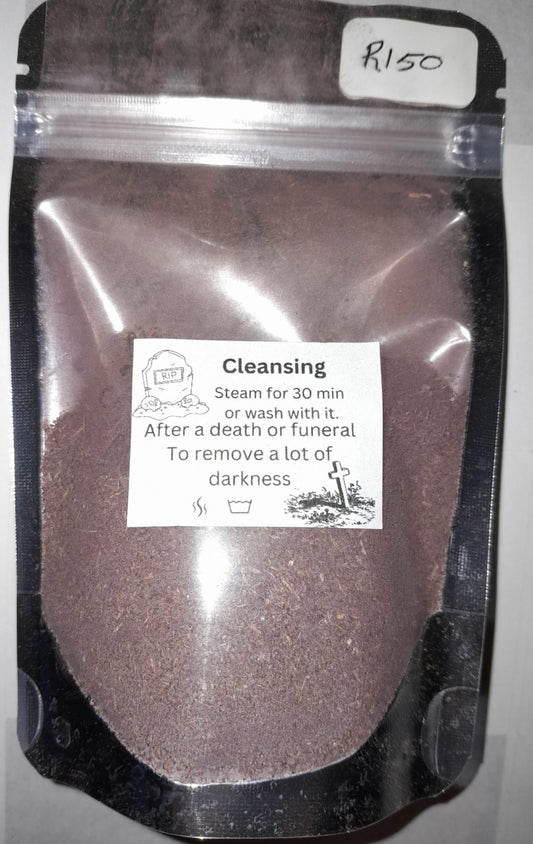 R150
RIP
Cleansing
Steam for 30 min
or wash with it.
After a death or funeral
To remove a lot of
darkness